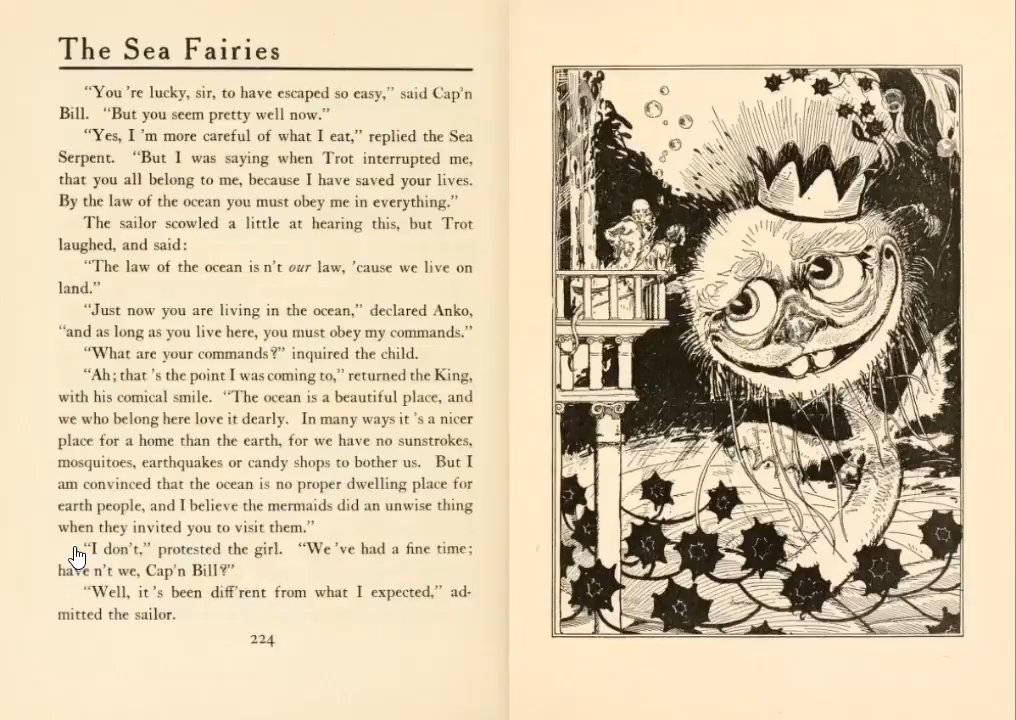 The Sea Fairies
"You 're lucky, sir, to have escaped so easy," said Cap'n
Bill. "But you seem pretty well now."
"Yes, I 'm more careful of what I eat," replied the Sea
Serpent. "But I was saying when Trot interrupted me,
that you all belong to me, because I have saved your lives.
By the law of the ocean you must obey me in everything."
The sailor scowled a little at hearing this, but Trot
laughed, and said:
"The law of the ocean is n't our law, 'cause we live on
land."
"Just now you are living in the ocean," declared Anko,
"and as long as you live here, you must obey my commands."
"What are your commands?" inquired the child.
"Ah; that 's the point I was coming to," returned the King,
with his comical smile. "The ocean is a beautiful place, and
we who belong here love it dearly. In many ways it 's a nicer
place for a home than the earth, for we have no sunstrokes,
mosquitoes, earthquakes or candy shops to bother us. But I
am convinced that the ocean is no proper dwelling place for
earth people, and I believe the mermaids did an unwise thing
when they invited you to visit them."
"I don't," protested the girl. "We 've had a fine time;
have n't we, Cap'n Bill?"
"Well, it 's been diff'rent from what I expected," ad-
mitted the sailor.
224